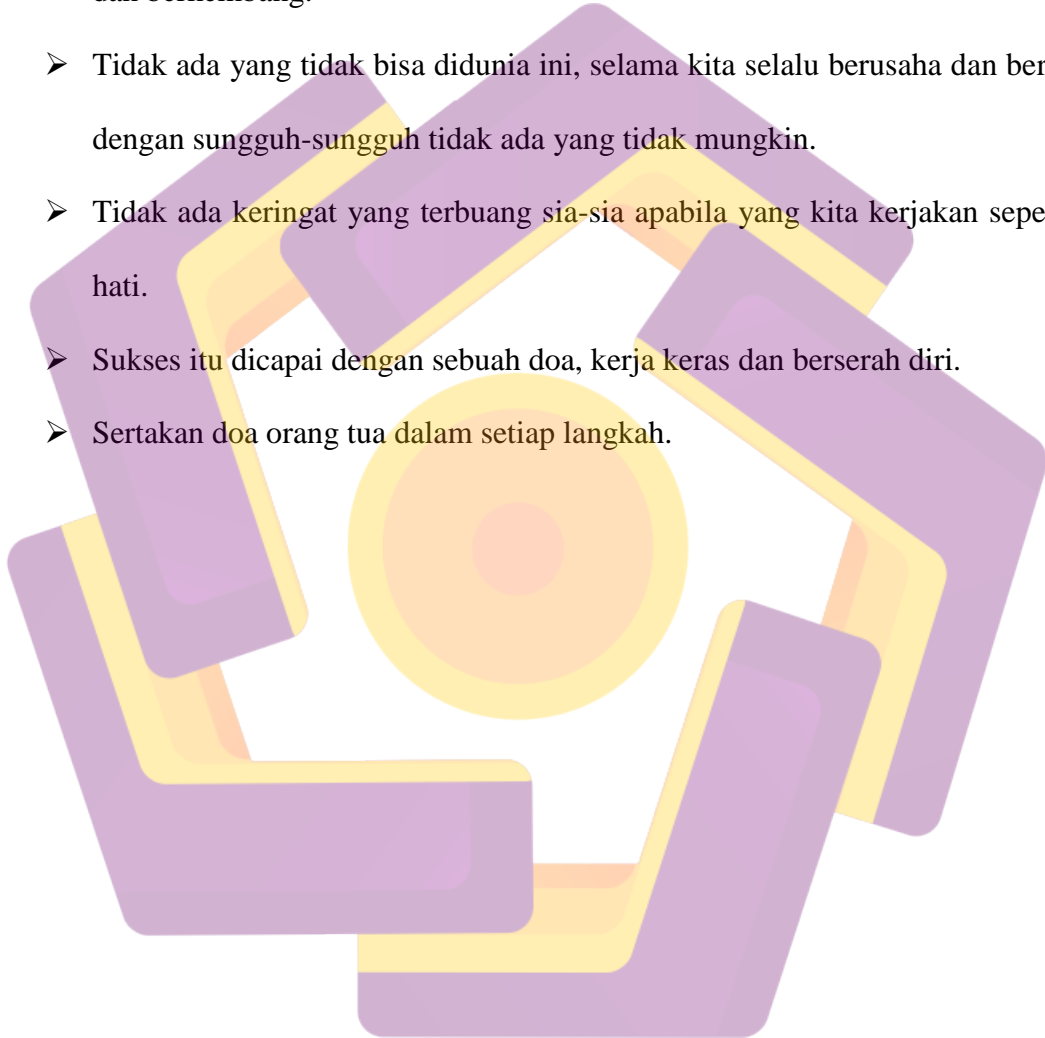 ➢ Tidak ada yang tidak bisa didunia ini, selama kita selalu berusaha dan ber
dengan sungguh-sungguh tidak ada yang tidak mungkin.
➢ Tidak ada keringat yang terbuang sia-sia apabila yang kita kerjakan sepe
hati.
➢ Sukses itu dicapai dengan sebuah doa, kerja keras dan berserah diri.
➢ Sertakan doa orang tua dalam setiap langkah.